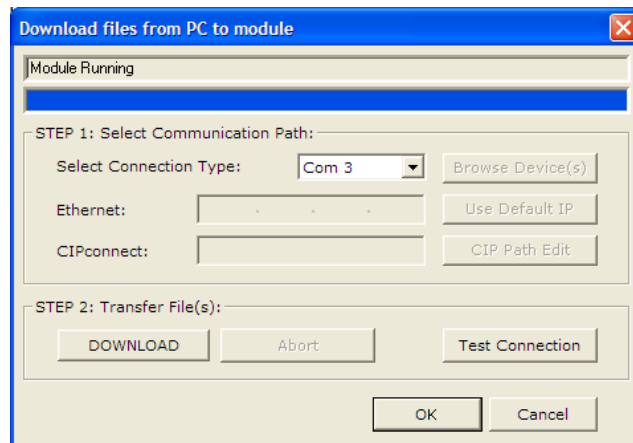 Download files from PC to module
Module Running
STEP 1: Select Communication Path:
Select Connection Type: Com 3 Browse Device(s)
Ethernet: . . . Use Default IP
CIPconnect: CIP Path Edit
STEP 2: Transfer File(s):
DOWNLOAD Abort Test Connection
OK Cancel